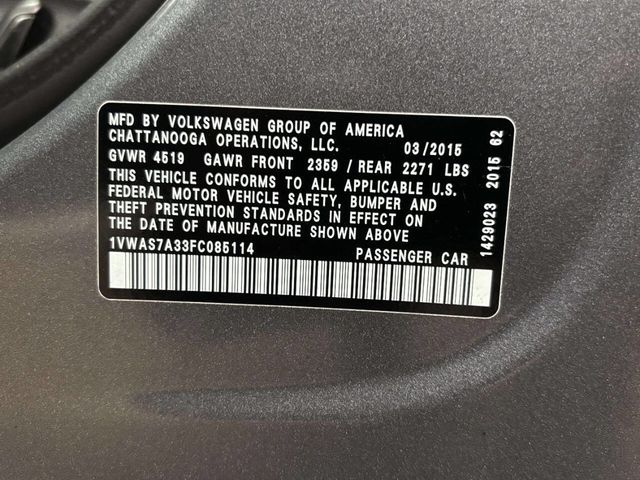 MFD BY VOLKSWAGEN GROUP OF AMERICA
CHATTANOOGA OPERATIONS, LLC. 03/2015
GVWR 4519 GAWR FRONT 2359 / REAR 2271 LBS
THIS VEHICLE CONFORMS TO ALL APPLICABLE U.S.
FEDERAL MOTOR VEHICLE SAFETY, BUMPER AND
THEFT PREVENTION STANDARDS IN EFFECT ON
THE DATE OF MANUFACTURE SHOWN ABOVE
1VWAS7A33FC085114 PASSENGER CAR
1429023 2015 62